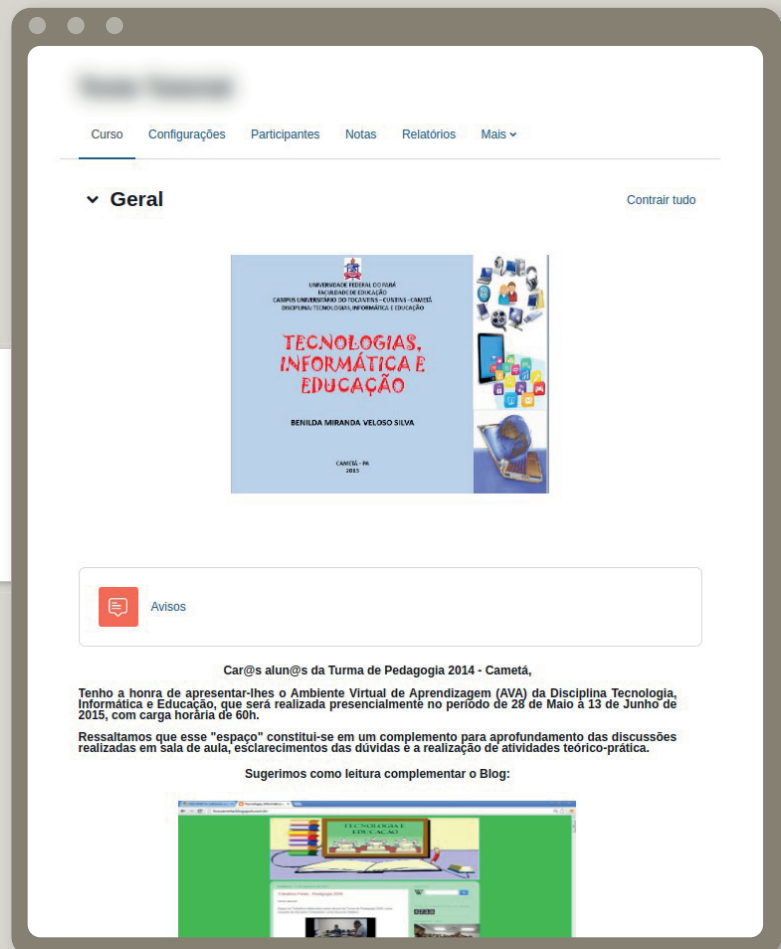 Curso Configurações Participantes Notas Relatórios Mais
Geral
Contrair tudo
UNIVERSIDADE FEDERAL DO PARÁ
FACULDADE DE EDUCAÇÃO
CAMPUS UNIVERSITÁRIO DO TOCANTINS - CUNTINS - CAMETÁ
DISCIPLINA: TECNOLOGIAS, INFORMÁTICA E EDUCAÇÃO
TECNOLOGIAS,
INFORMÁTICA E
EDUCAÇÃO
BENILDA MIRANDA VELOSO SILVA
CAMETÁ - PA
2015
Avisos
Car@s alun@s da Turma de Pedagogia 2014 - Cametá,
Tenho a honra de apresentar-lhes o Ambiente Virtual de Aprendizagem (AVA) da Disciplina Tecnologia,
Informática e Educação, que será realizada presencialmente no período de 28 de Maio à 13 de Junho de
2015, com carga horária de 60h.
Ressaltamos que esse "espaço" constitui-se em um complemento para aprofundamento das discussões
realizadas em sala de aula, esclarecimentos das dúvidas e a realização de atividades teórico-prática.
Sugerimos como leitura complementar o Blog:
TECNOLOGIA E
EDUCAÇÃO